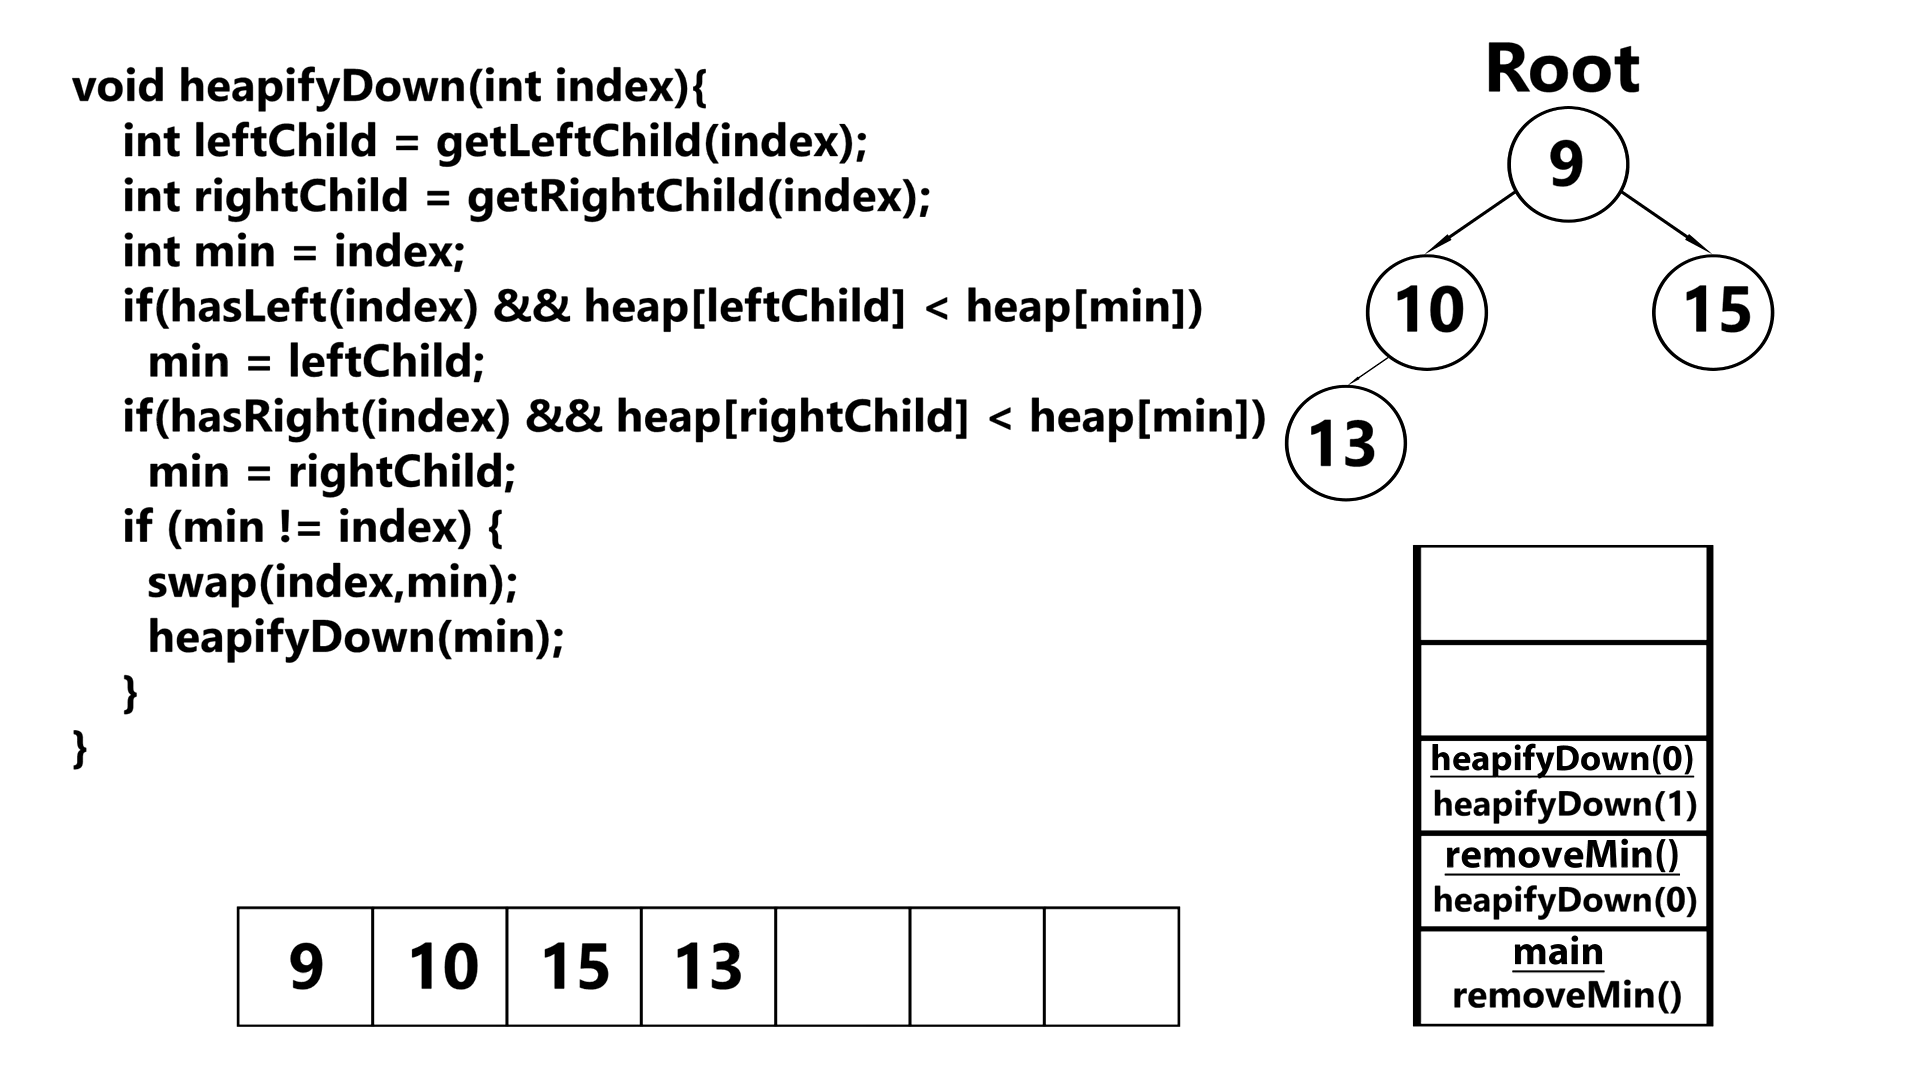 void heapifyDown(int index){
int leftChild = getLeftChild(index);
int rightChild = getRightChild(index);
int min = index;
if(hasLeft(index) && heap[leftChild] < heap[min])
min = leftChild;
if(hasRight(index) && heap[rightChild] < heap[min])
min = rightChild;
if (min != index) {
swap(index,min);
heapifyDown(min);
}
}
Root
9
10 15
13
heapifyDown(0)
heapifyDown(1)
removeMin()
heapifyDown(0)
main
removeMin()
9 10 15 13